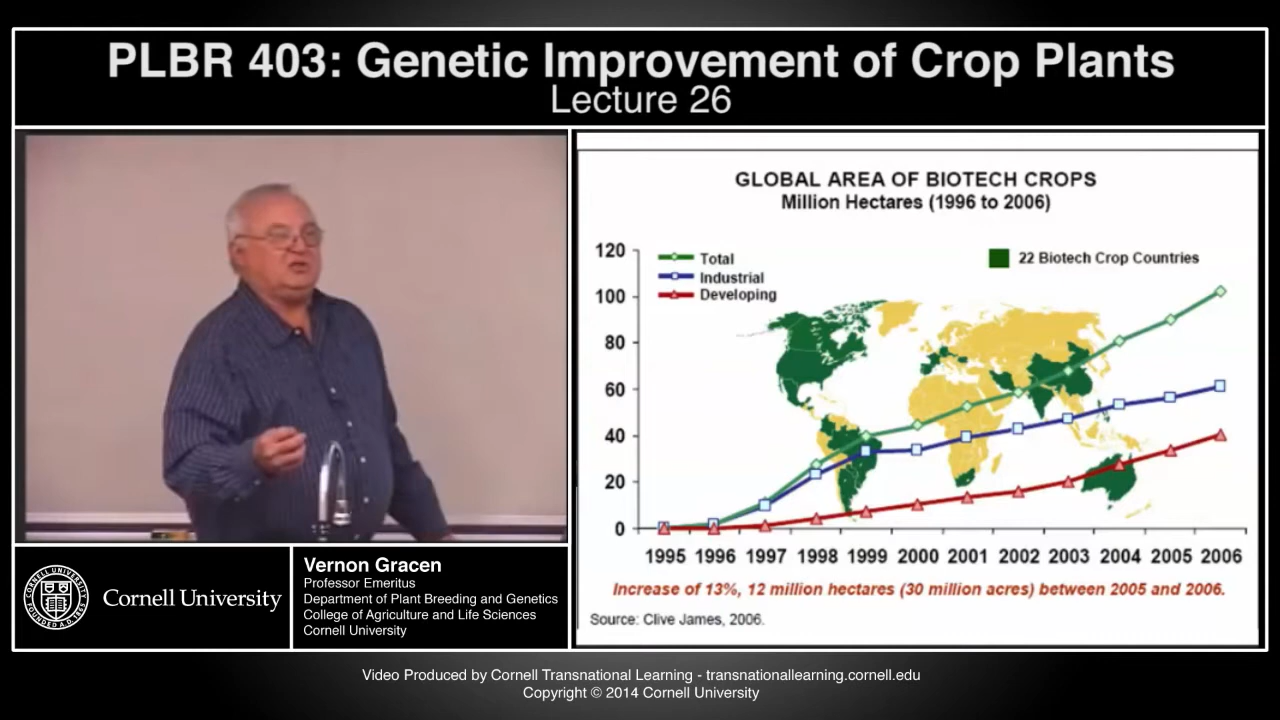 PLBR 403: Genetic Improvement of Crop Plants
Lecture 26
GLOBAL AREA OF BIOTECH CROPS
Million Hectares (1996 to 2006)
120
100
80
60
40
20
0
Total
Industrial
Developing
22 Biotech Crop Countries
1995 1996 1997 1998 1999 2000 2001 2002 2003 2004 2005 2006
Increase of 13%, 12 million hectares (30 million acres) between 2005 and 2006.
Source: Clive James, 2006.
CORNELL UNIVERSITY
FOUNDED A.D. 1865
Cornell University
Vernon Gracen
Professor Emeritus
Department of Plant Breeding and Genetics
College of Agriculture and Life Sciences
Cornell University
Video Produced by Cornell Transnational Learning - transnationallearning.cornell.edu
Copyright © 2014 Cornell University